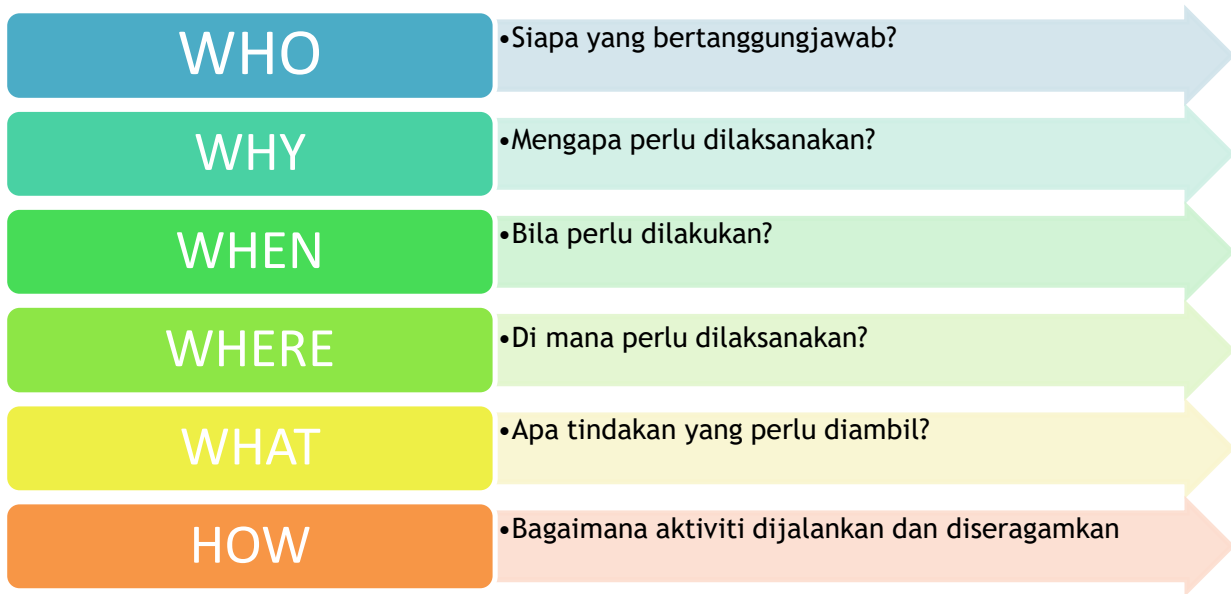 WHO
•Siapa yang bertanggungjawab?
WHY
•Mengapa perlu dilaksanakan?
WHEN
•Bila perlu dilakukan?
WHERE
•Di mana perlu dilaksanakan?
WHAT
•Apa tindakan yang perlu diambil?
HOW
•Bagaimana aktiviti dijalankan dan diseragamkan